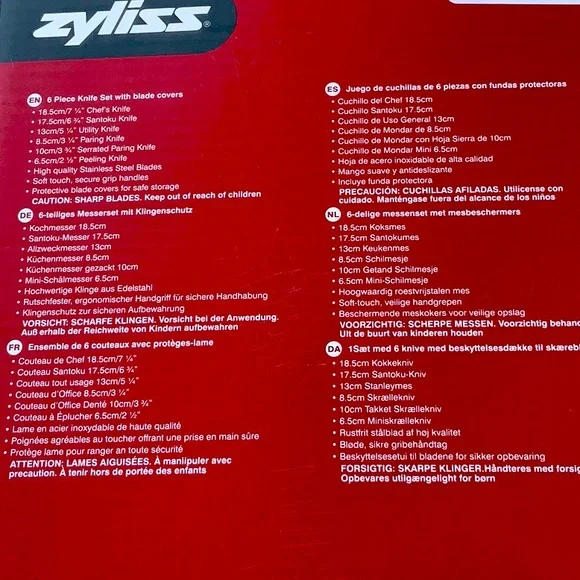 zyliss®
EN 6 Piece Knife Set with blade covers
• 18.5cm/7 ¼" Chef's Knife
• 17.5cm/6 ¾" Santoku Knife
• 13cm/5 ¼" Utility Knife
• 8.5cm/3 ¼" Paring Knife
• 10cm/3 ¾" Serrated Paring Knife
• 6.5cm/2 ½" Peeling Knife
• High quality Stainless Steel Blades
• Soft touch, secure grip handles
• Protective blade covers for safe storage
CAUTION: SHARP BLADES. Keep out of reach of children
DE 6-teiliges Messerset mit Klingenschutz
• Kochmesser 18.5cm
• Santoku-Messer 17.5cm
• Allzweckmesser 13cm
• Küchenmesser 8.5cm
• Küchenmesser gezackt 10cm
• Mini-Schälmesser 6.5cm
• Hochwertige Klinge aus Edelstahl
• Rutschfester, ergonomischer Handgriff für sichere Handhabung
• Klingenschutz zur sicheren Aufbewahrung
VORSICHT: SCHARFE KLINGEN. Vorsicht bei der Anwendung.
Auß erhalb der Reichweite von Kindern aufbewahren
FR Ensemble de 6 couteaux avec protèges-lame
• Couteau de Chef 18.5cm/7 ¼"
• Couteau Santoku 17.5cm/6 ¾"
• Couteau tout usage 13cm/5 ¼"
• Couteau d'Office 8.5cm/3 ¼"
• Couteau d'Office Denté 10cm/3 ¾"
• Couteau à Éplucher 6.5cm/2 ½"
• Lame en acier inoxydable de haute qualité
• Poignées agréables au toucher offrant une prise en main sûre
• Protège lame pour ranger an toute sécurité
ATTENTION; LAMES AIGUISÉES. À maniipuler avec
precaution. À tenir hors de portée des enfants
ES Juego de cuchillas de 6 piezas con fundas protectoras
• Cuchillo del Chef 18.5cm
• Cuchillo Santoku 17.5cm
• Cuchillo de Uso General 13cm
• Cuchillo de Mondar de 8.5cm
• Cuchillo de Mondar con Hoja Sierra de 10cm
• Cuchillo de Mondar Mini 6.5cm
• Hoja de acero inoxidable de alta calidad
• Mango suave y antideslizante
• Incluye funda protectora
PRECAUCIÓN: CUCHILLAS AFILADAS. Utilícense con
cuidado. Manténgase fuera del alcance de los niños
NL 6-delige messenset met mesbeschermers
• 18.5cm Koksmes
• 17.5cm Santokumes
• 13cm Keukenmes
• 8.5cm Schilmesje
• 10cm Getand Schilmesje
• 6.5cm Mini-Schilmesje
• Hoogwaardig roestvrijstalen mes
• Soft-touch, veilige handgrepen
• Beschermende meskokers voor veilige opslag
VOORZICHTIG: SCHERPE MESSEN. Voorzichtig behand
Uit de buurt van kinderen houden
DA 1Sæt med 6 knive med beskyttelsesdække til skærebl
• 18.5cm Kokkekniv
• 17.5cm Santoku-Kniv
• 13cm Stanleymes
• 8.5cm Skrællekniv
• 10cm Takket Skrællekniv
• 6.5cm Miniskrællekniv
• Rustfrit stålblad af høj kvalitet
• Bløde, sikre gribehåndtag
• Beskyttelsesetui til bladene for sikker opbevaring
FORSIGTIG: SKARPE KLINGER.Håndteres med forsig
Opbevares utilgængelight for børn